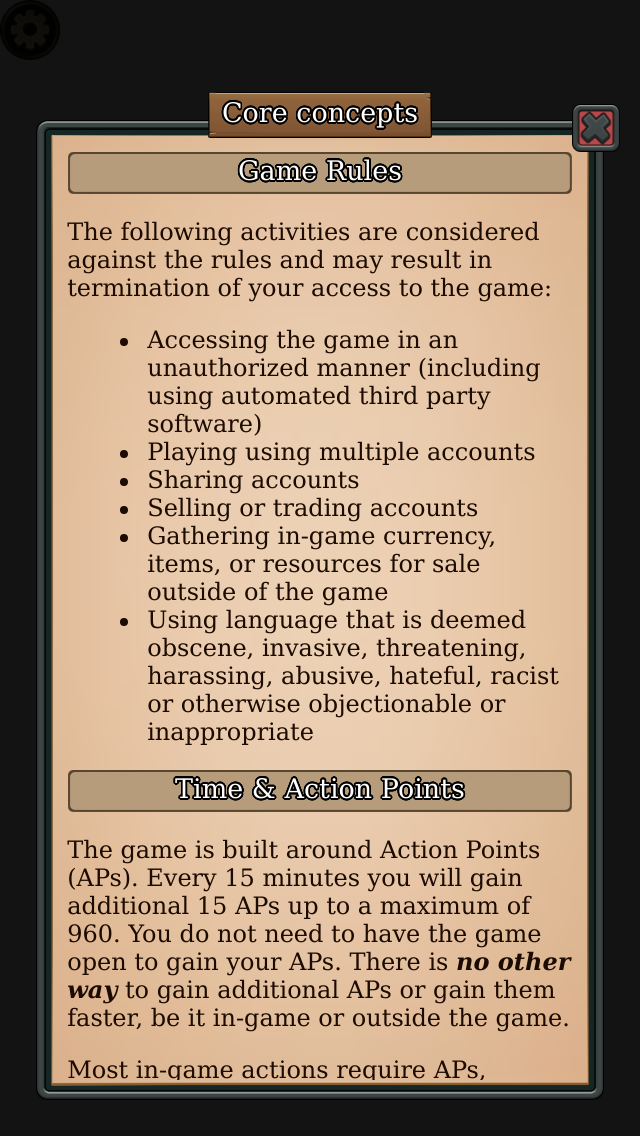 Core concepts
Game Rules
The following activities are considered
against the rules and may result in
termination of your access to the game:
• Accessing the game in an
unauthorized manner (including
using automated third party
software)
• Playing using multiple accounts
• Sharing accounts
• Selling or trading accounts
• Gathering in-game currency,
items, or resources for sale
outside of the game
• Using language that is deemed
obscene, invasive, threatening,
harassing, abusive, hateful, racist
or otherwise objectionable or
inappropriate
Time & Action Points
The game is built around Action Points
(APs). Every 15 minutes you will gain
additional 15 APs up to a maximum of
960. You do not need to have the game
open to gain your APs. There is no other
way to gain additional APs or gain them
faster, be it in-game or outside the game.
Most in-game actions require APs,